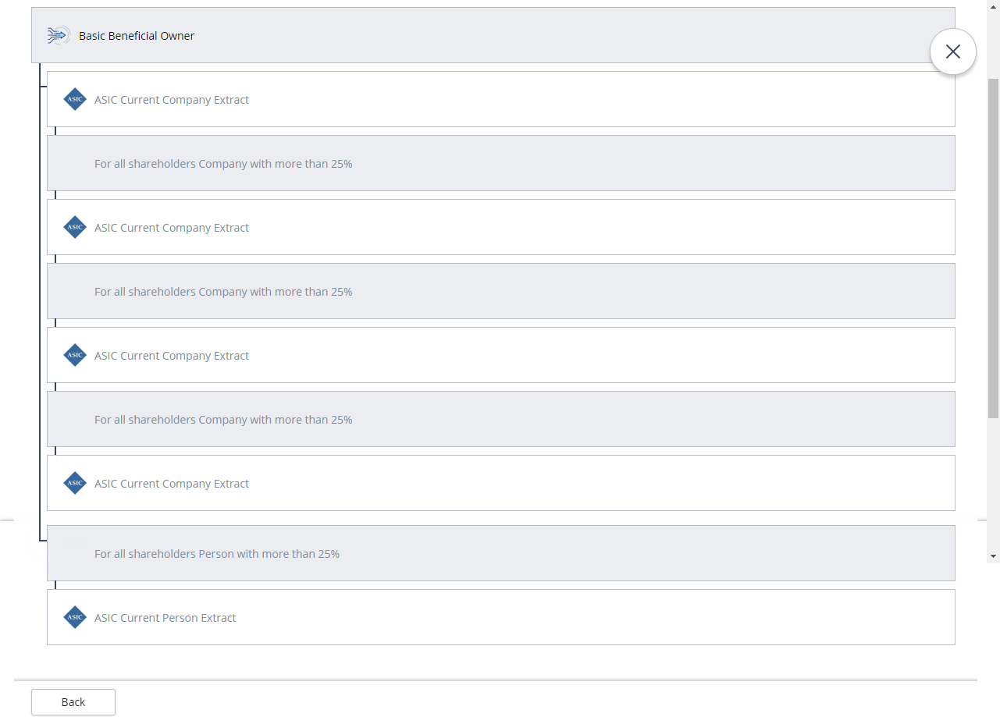 Basic Beneficial Owner
ASIC ASIC Current Company Extract
For all shareholders Company with more than 25%
ASIC ASIC Current Company Extract
For all shareholders Company with more than 25%
ASIC ASIC Current Company Extract
For all shareholders Company with more than 25%
ASIC ASIC Current Company Extract
For all shareholders Person with more than 25%
ASIC ASIC Current Person Extract
Back